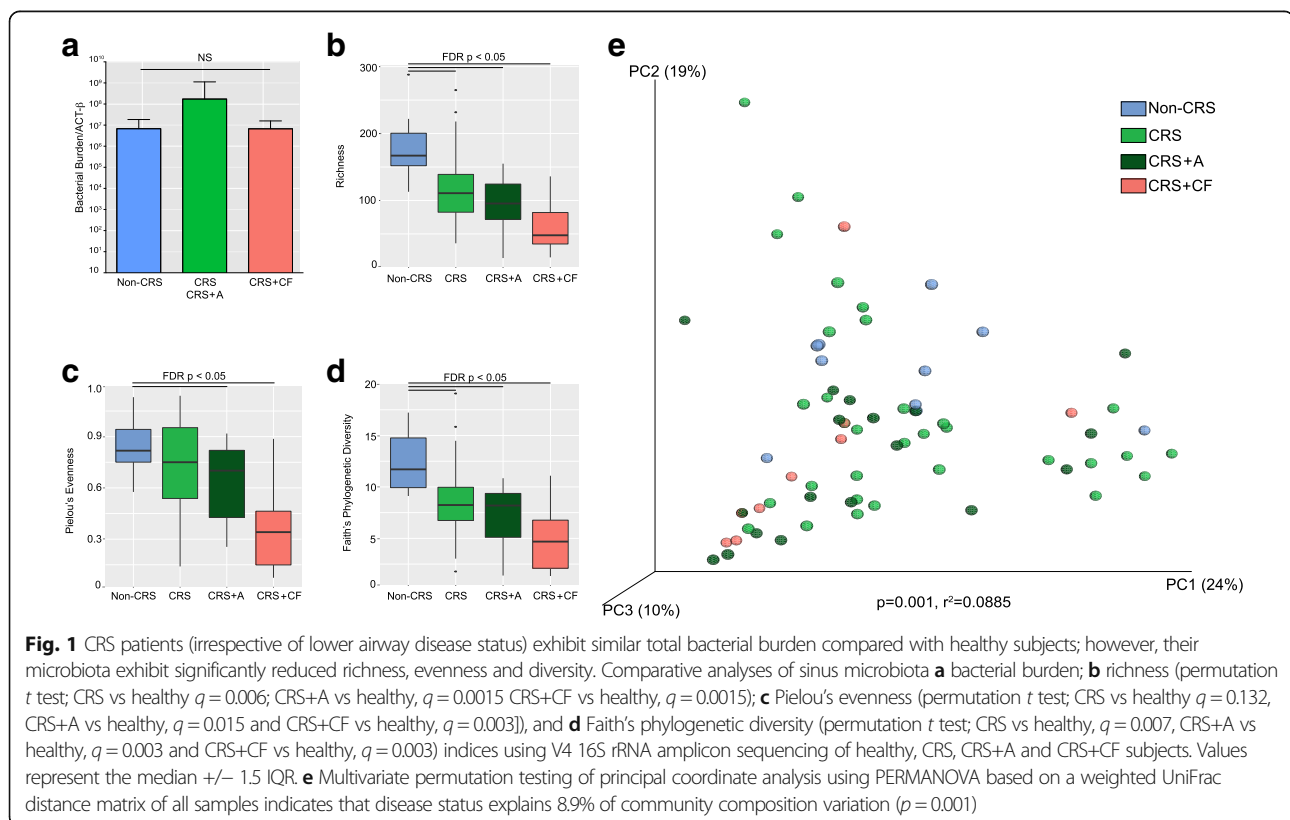 a
NS
10¹⁰
10⁹
10⁸
10⁷
10⁶
10⁵
10⁴
10³
10²
10¹
10
Bacterial Burden/ACT-β
Non-CRS
CRS
CRS+A
CRS+CF
b
FDR p < 0.05
300
200
100
0
Richness
Non-CRS
CRS
CRS+A
CRS+CF
c
FDR p < 0.05
1.0
0.9
0.6
0.3
0
Pielou's Evenness
Non-CRS
CRS
CRS+A
CRS+CF
d
FDR p < 0.05
20
15
10
5
0
Faith's Phylogenetic Diversity
Non-CRS
CRS
CRS+A
CRS+CF
e
PC2 (19%)
Non-CRS
CRS
CRS+A
CRS+CF
PC1 (24%)
PC3 (10%)
p=0.001, r²=0.0885
Fig. 1 CRS patients (irrespective of lower airway disease status) exhibit similar total bacterial burden compared with healthy subjects; however, their
microbiota exhibit significantly reduced richness, evenness and diversity. Comparative analyses of sinus microbiota a bacterial burden; b richness (permutation
t test; CRS vs healthy q = 0.006; CRS+A vs healthy, q = 0.0015 CRS+CF vs healthy, q = 0.0015); c Pielou's evenness (permutation t test; CRS vs healthy q = 0.132,
CRS+A vs healthy, q = 0.015 and CRS+CF vs healthy, q = 0.003]), and d Faith's phylogenetic diversity (permutation t test; CRS vs healthy, q = 0.007, CRS+A vs
healthy, q = 0.003 and CRS+CF vs healthy, q = 0.003) indices using V4 16S rRNA amplicon sequencing of healthy, CRS, CRS+A and CRS+CF subjects. Values
represent the median +/− 1.5 IQR. e Multivariate permutation testing of principal coordinate analysis using PERMANOVA based on a weighted UniFrac
distance matrix of all samples indicates that disease status explains 8.9% of community composition variation (p = 0.001)